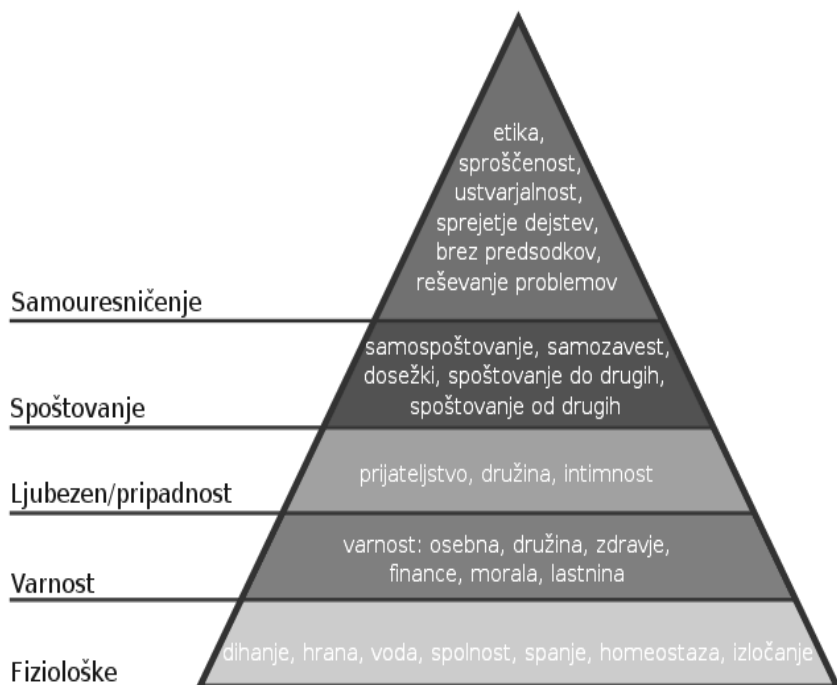 etika,
sproščenost,
ustvarjalnost,
sprejetje dejstev,
brez predsodkov,
reševanje problemov
Samouresničenje
samospoštovanje, samozavest,
dosežki, spoštovanje do drugih,
spoštovanje od drugih
Spoštovanje
prijateljstvo, družina, intimnost
Ljubezen/pripadnost
varnost: osebna, družina, zdravje,
finance, morala, lastnina
Varnost
dihanje, hrana, voda, spolnost, spanje, homeostaza, izločanje
Fiziološke